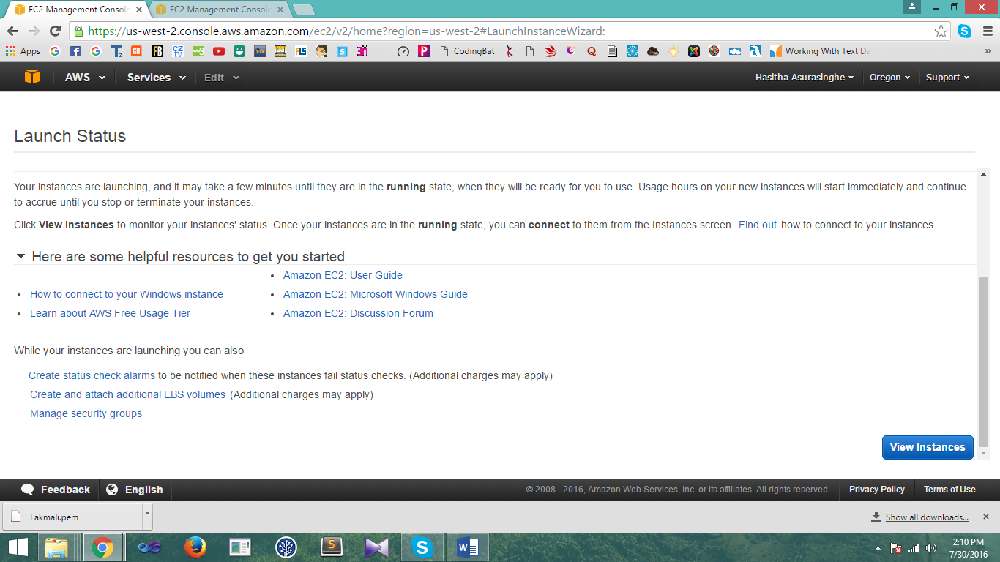 EC2 Management Console
EC2 Management Console
https://us-west-2.console.aws.amazon.com/ec2/v2/home?region=us-west-2#LaunchInstanceWizard:
Apps
CodingBat
Working With Text Da
»
AWS Services Edit Hasitha Asurasinghe Oregon Support
Launch Status
Your instances are launching, and it may take a few minutes until they are in the running state, when they will be ready for you to use. Usage hours on your new instances will start immediately and continue
to accrue until you stop or terminate your instances.
Click View Instances to monitor your instances' status. Once your instances are in the running state, you can connect to them from the Instances screen. Find out how to connect to your instances.
Here are some helpful resources to get you started
• How to connect to your Windows instance
• Learn about AWS Free Usage Tier
• Amazon EC2: User Guide
• Amazon EC2: Microsoft Windows Guide
• Amazon EC2: Discussion Forum
While your instances are launching you can also
Create status check alarms to be notified when these instances fail status checks. (Additional charges may apply)
Create and attach additional EBS volumes (Additional charges may apply)
Manage security groups
View Instances
Feedback English © 2008 - 2016, Amazon Web Services, Inc. or its affiliates. All rights reserved. Privacy Policy Terms of Use
Lakmali.pem Show all downloads...
2:10 PM
7/30/2016